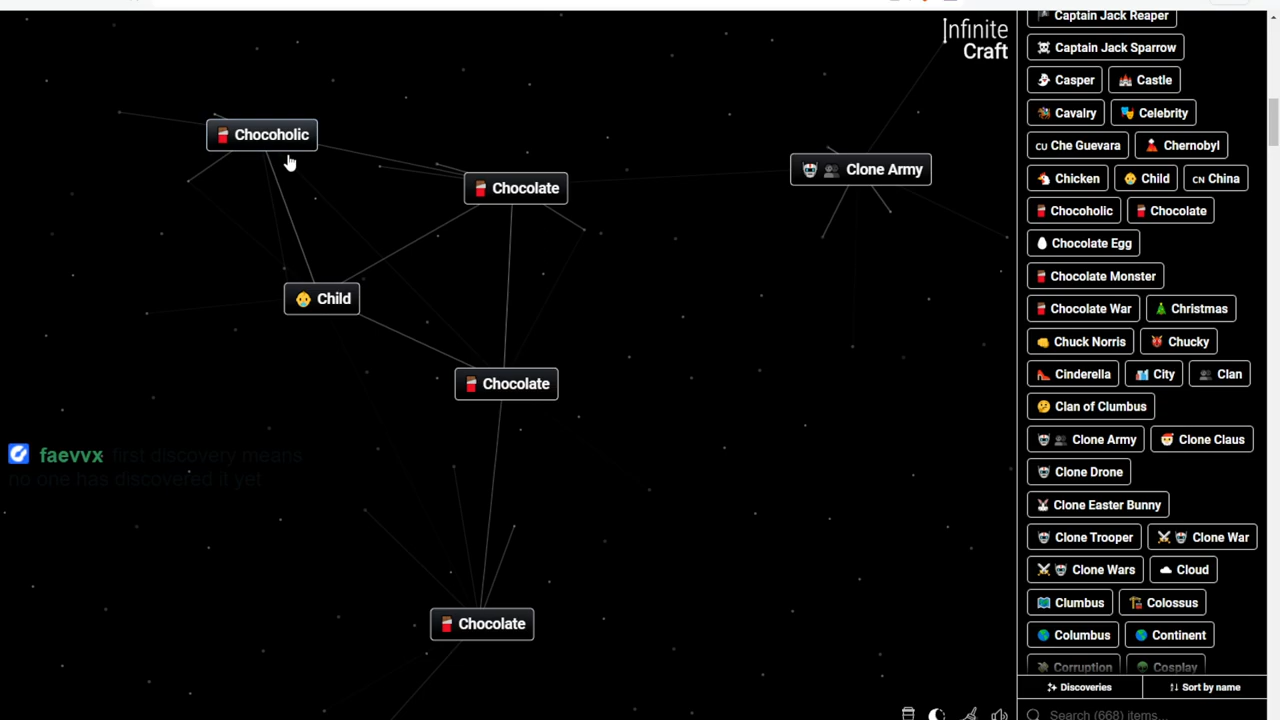 Infinite
Craft
Chocoholic
Chocolate
Clone Army
Child
Chocolate
faevvx first discovery means
no one has discovered it yet
Chocolate
Captain Jack Reaper
Captain Jack Sparrow
Casper
Castle
Cavalry
Celebrity
CU Che Guevara
Chernobyl
Chicken
Child
CN China
Chocoholic
Chocolate
Chocolate Egg
Chocolate Monster
Chocolate War
Christmas
Chuck Norris
Chucky
Cinderella
City
Clan
Clan of Clumbus
Clone Army
Clone Claus
Clone Drone
Clone Easter Bunny
Clone Trooper
Clone War
Clone Wars
Cloud
Clumbus
Colossus
Columbus
Continent
Corruption
Cosplay
Discoveries
Sort by name
Search (668) items...